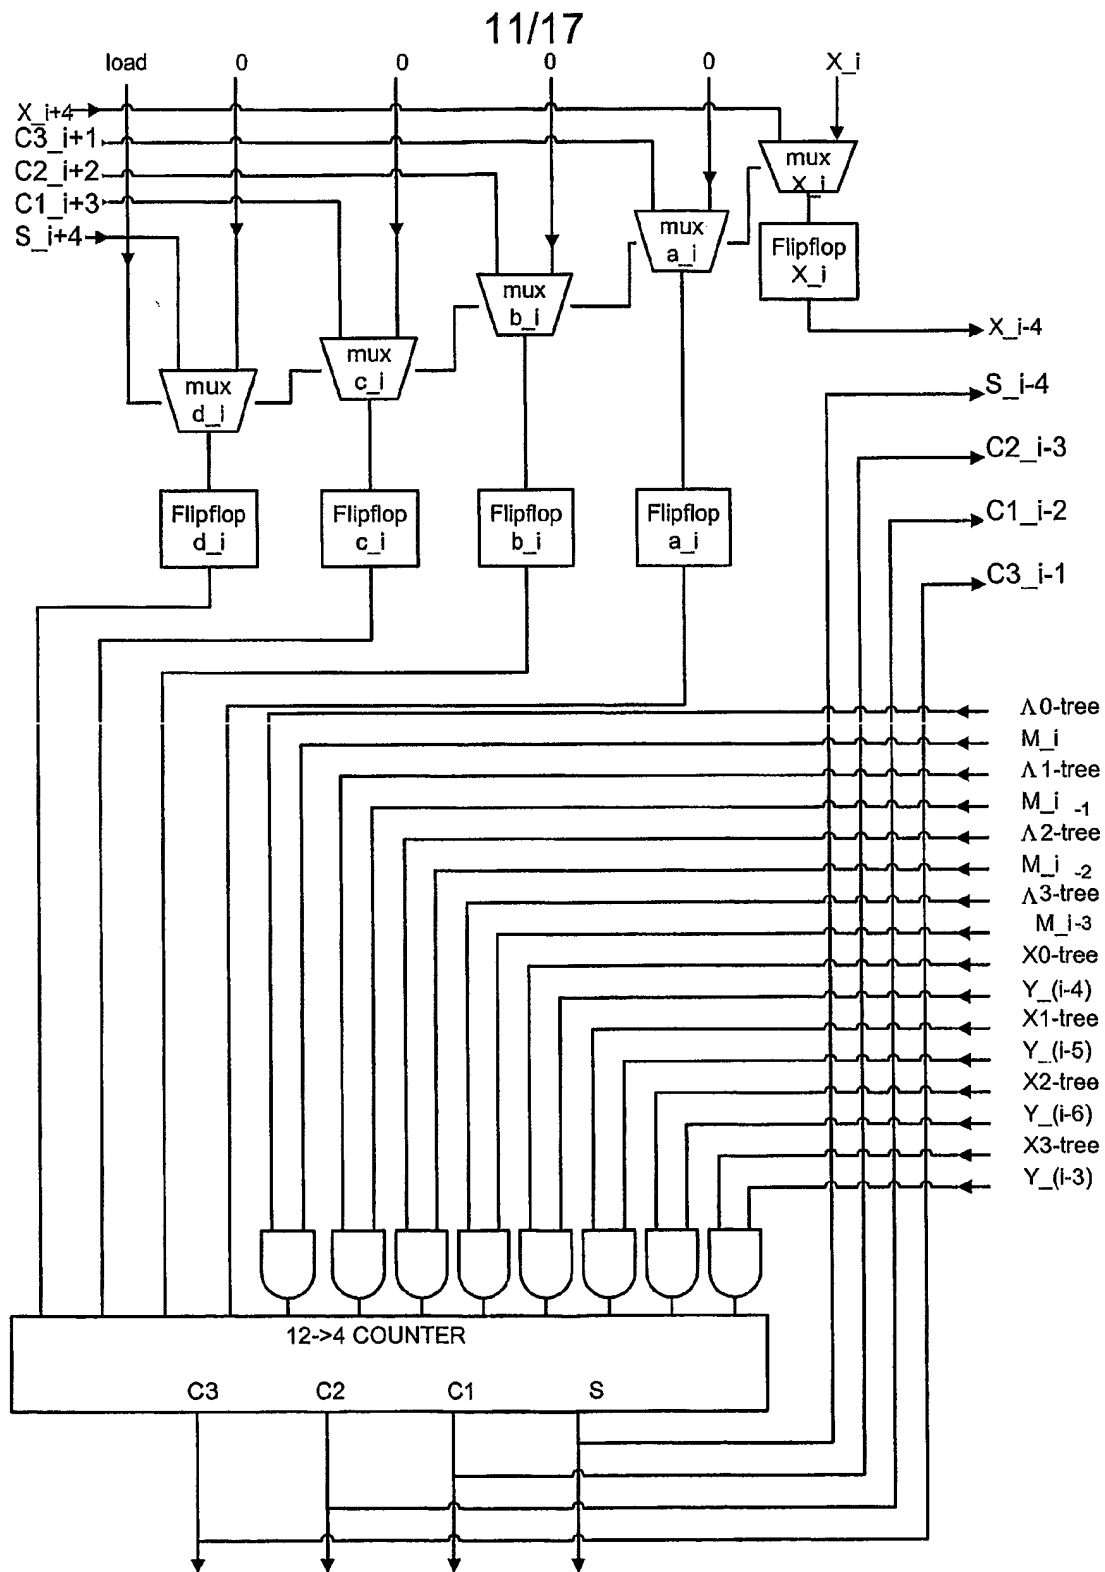 11/17
load 0 0 0 0 X_i
X_i+4
C3_i+1
C2_i+2
C1_i+3
S_i+4
mux
X_i
mux
a_i
Flipflop
X_i
mux
b_i
X_i-4
mux
c_i
mux
d_i
S_i-4
C2_i-3
Flipflop
d_i
Flipflop
c_i
Flipflop
b_i
Flipflop
a_i
C1_i-2
C3_i-1
Λ0-tree
M_i
Λ1-tree
M_i -1
Λ2-tree
M_i -2
Λ3-tree
M_i-3
X0-tree
Y_(i-4)
X1-tree
Y_(i-5)
X2-tree
Y_(i-6)
X3-tree
Y_(i-3)
12->4 COUNTER
C3 C2 C1 S